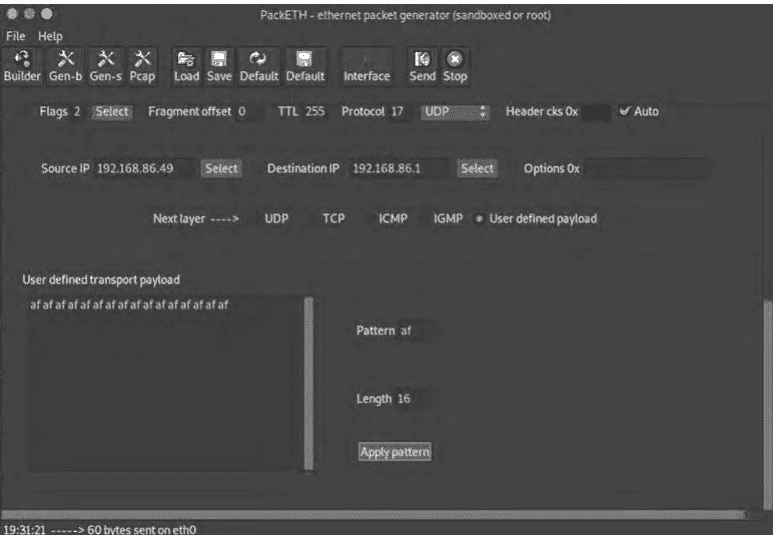 PackETH - ethernet packet generator (sandboxed or root)
File Help
Builder Gen-b Gen-s Pcap Load Save Default Default Interface Send Stop
Flags 2 Select Fragment offset 0 TTL 255 Protocol 17 UDP Header cks 0x Auto
Source IP 192.168.86.49 Select Destination IP 192.168.86.1 Select Options 0x
Next layer ----> UDP TCP ICMP IGMP User defined payload
User defined transport payload
af af af af af af af af af af af af af af af af
Pattern af
Length 16
Apply pattern
19:31:21 -----> 60 bytes sent on eth0